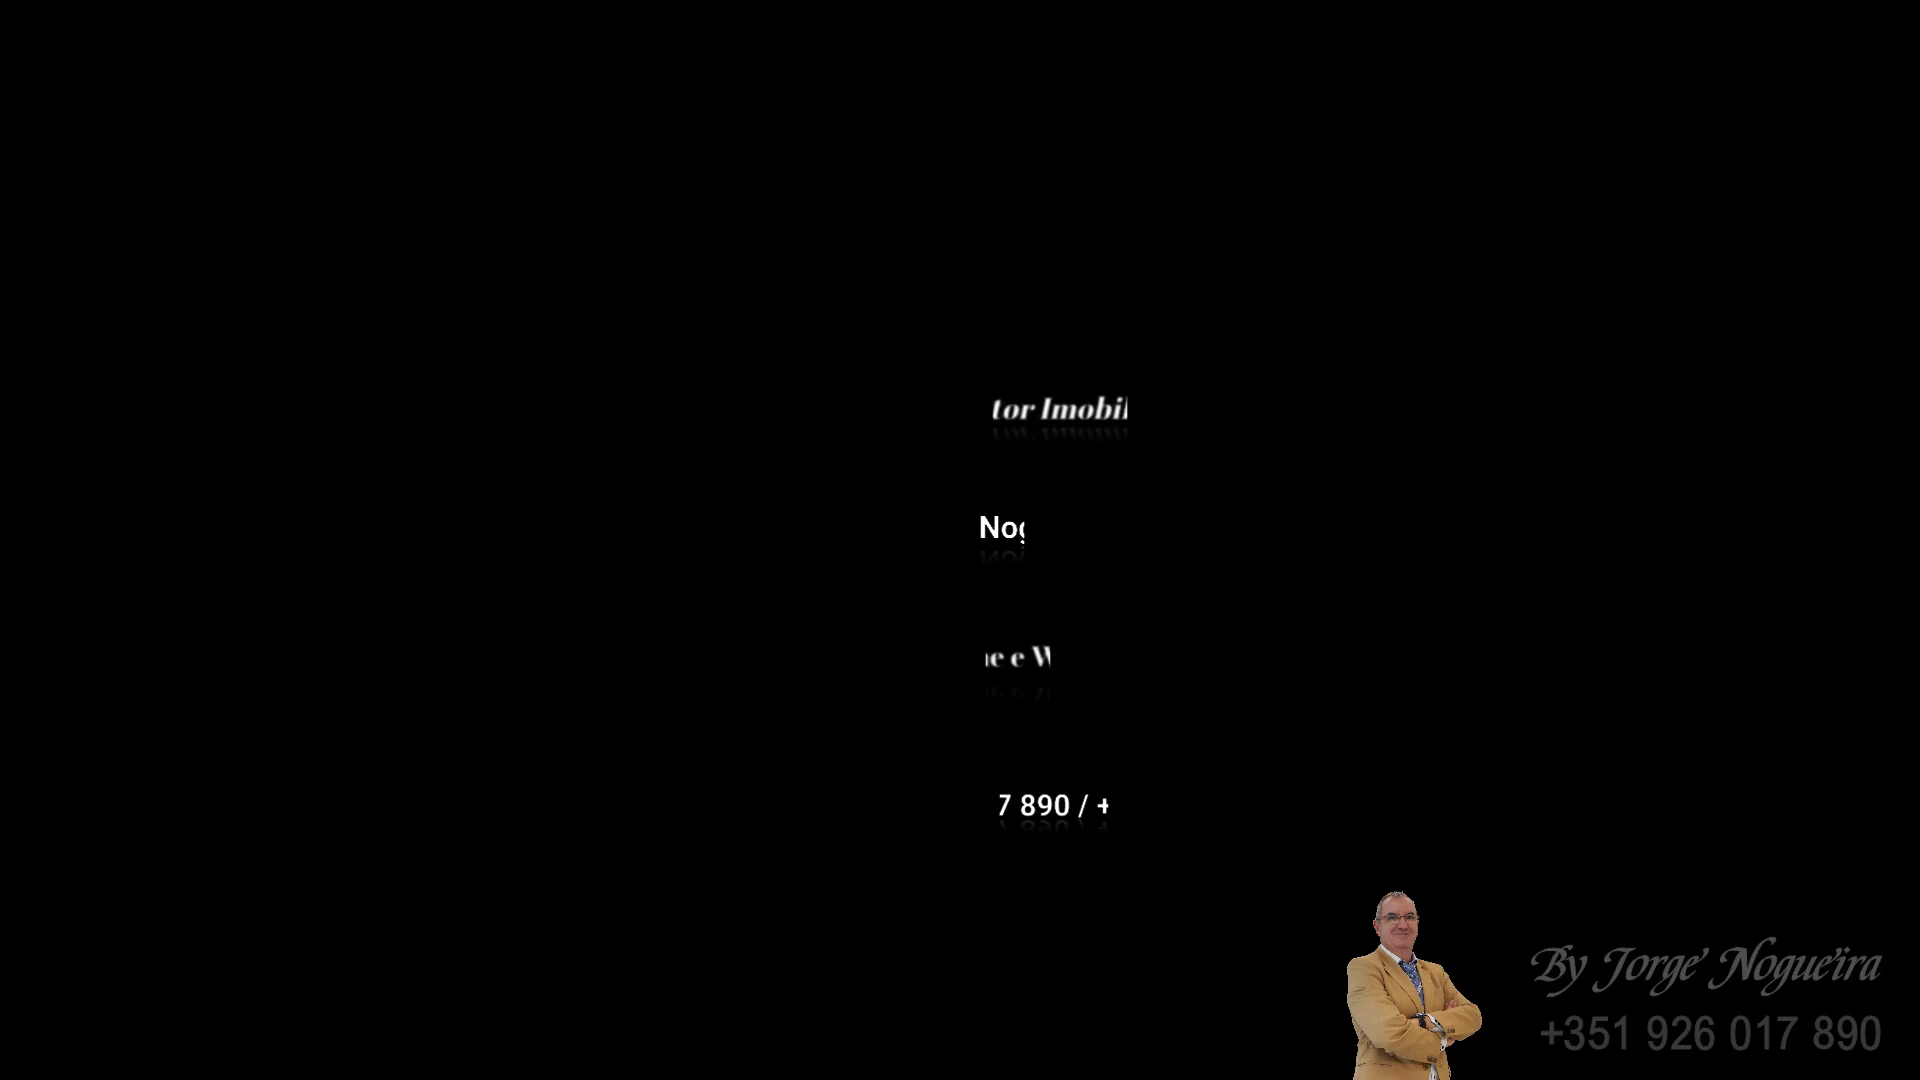 tor Imobil
Nog
e e W
7 890 / +
By Jorge Nogueira
+351 926 017 890